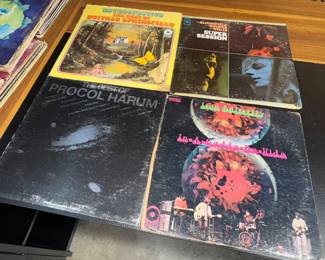 RETROSPECTIVE
THE BEST OF
BUFFALO SPRINGFIELD
SUPER
SESSION
THE BEST OF
PROCOL HARUM
IRON BUTTERFLY
IN-A-GADDA-DA-VIDA
ATCO